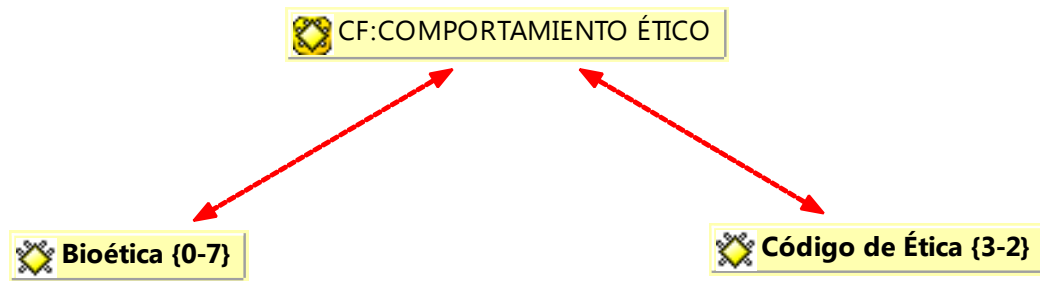 CF:COMPORTAMIENTO ÉTICO
Bioética {0-7}
Código de Ética {3-2}